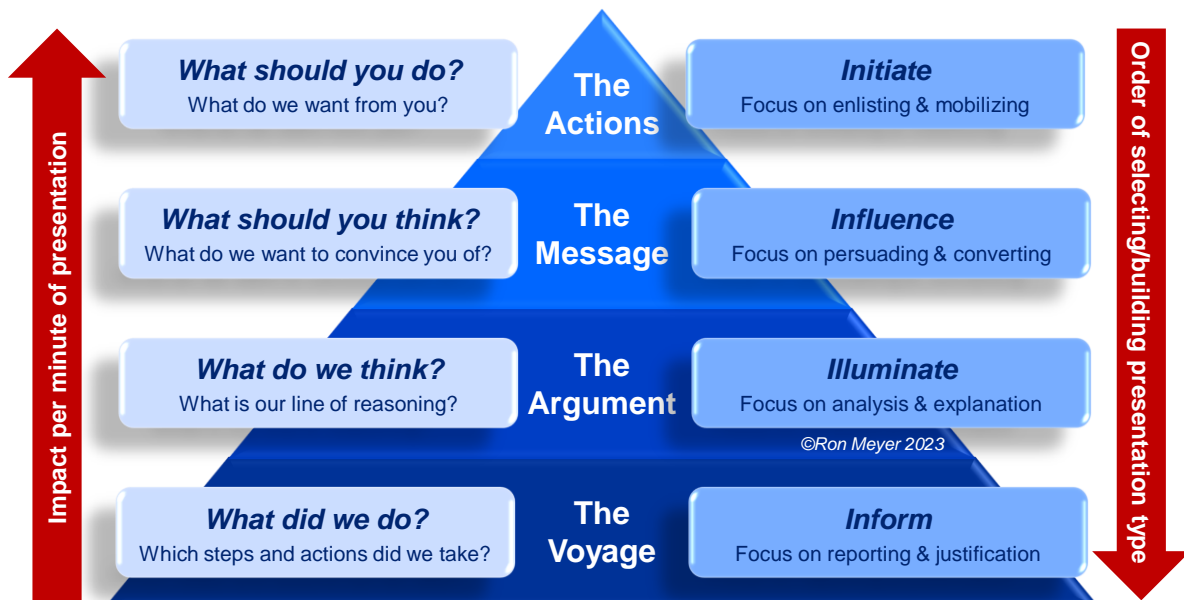 Impact per minute of presentation
What should you do?
What do we want from you?
The
Actions
Initiate
Focus on enlisting & mobilizing
What should you think?
What do we want to convince you of?
The
Message
Influence
Focus on persuading & converting
What do we think?
What is our line of reasoning?
The
Argument
Illuminate
Focus on analysis & explanation
©Ron Meyer 2023
What did we do?
Which steps and actions did we take?
The
Voyage
Inform
Focus on reporting & justification
Order of selecting/building presentation type